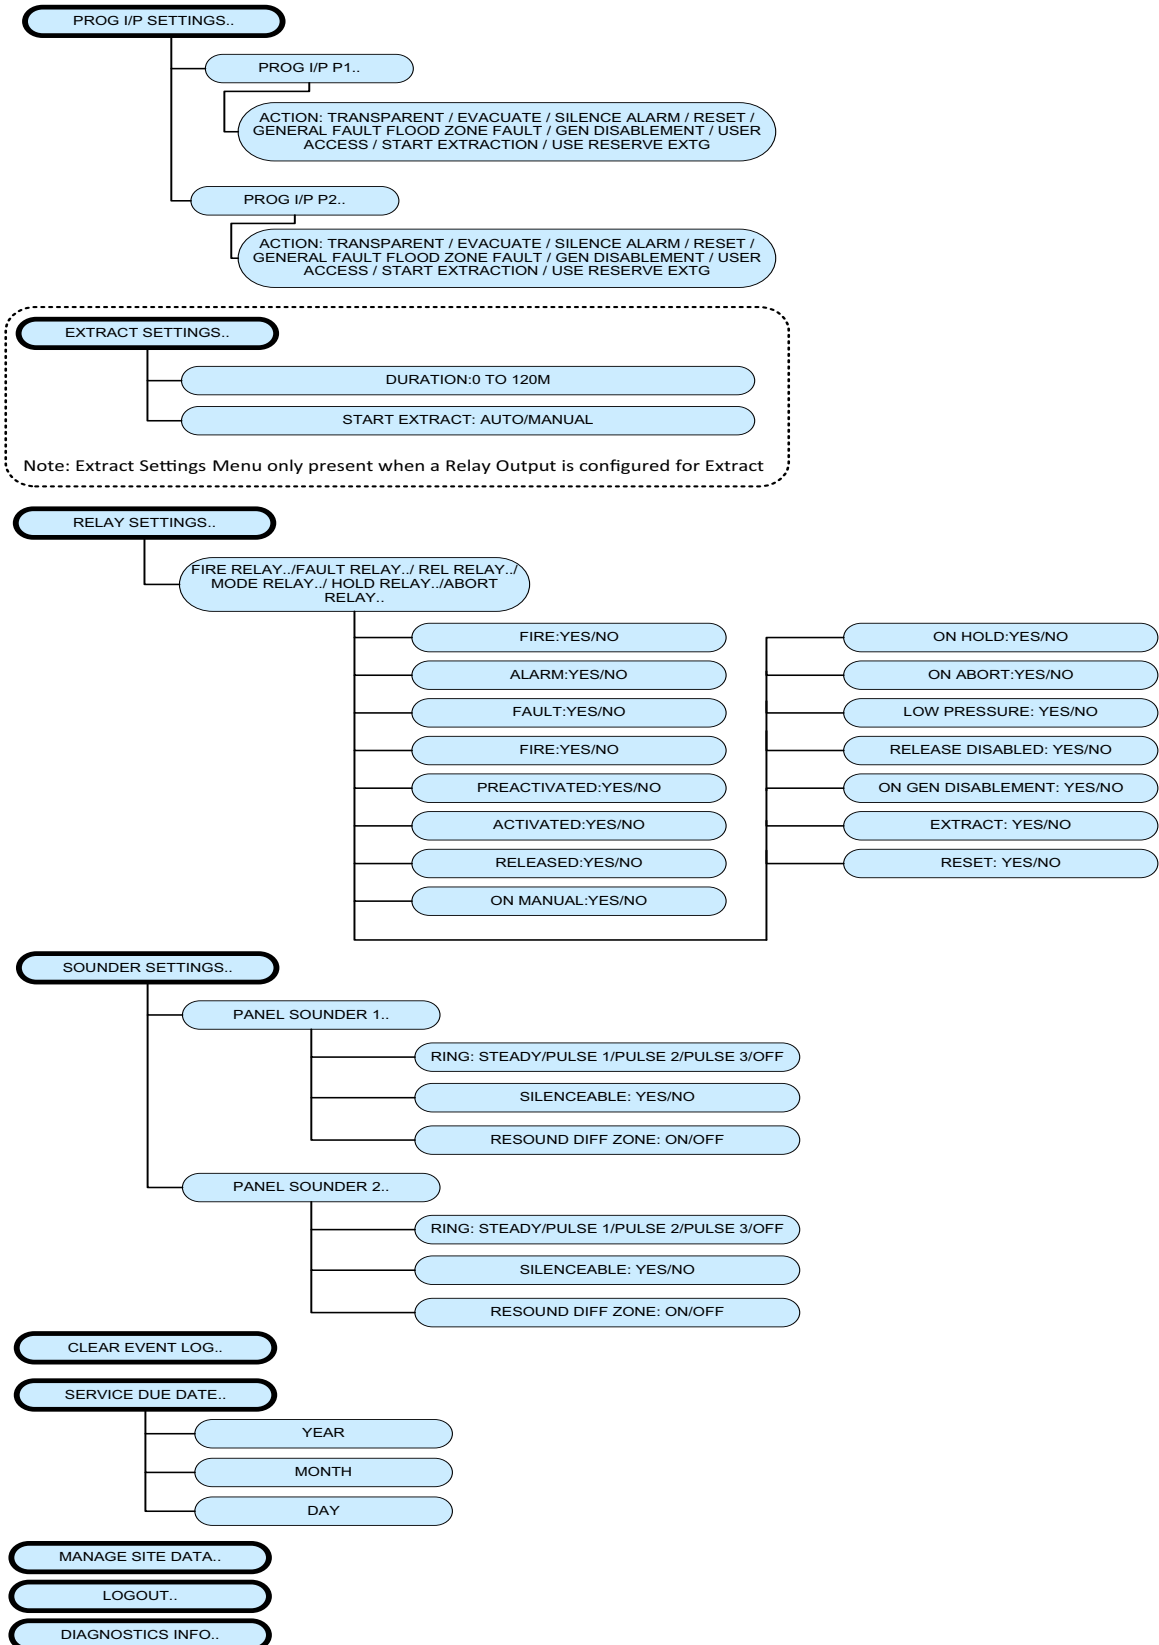 PROG I/P SETTINGS..
PROG I/P P1..
ACTION: TRANSPARENT / EVACUATE / SILENCE ALARM / RESET /
GENERAL FAULT FLOOD ZONE FAULT / GEN DISABLEMENT / USER
ACCESS / START EXTRACTION / USE RESERVE EXTG
PROG I/P P2..
ACTION: TRANSPARENT / EVACUATE / SILENCE ALARM / RESET /
GENERAL FAULT FLOOD ZONE FAULT / GEN DISABLEMENT / USER
ACCESS / START EXTRACTION / USE RESERVE EXTG
EXTRACT SETTINGS..
DURATION:0 TO 120M
START EXTRACT: AUTO/MANUAL
Note: Extract Settings Menu only present when a Relay Output is configured for Extract
RELAY SETTINGS..
FIRE RELAY../FAULT RELAY../ REL RELAY../
MODE RELAY../ HOLD RELAY../ABORT
RELAY..
FIRE:YES/NO
ALARM:YES/NO
FAULT:YES/NO
FIRE:YES/NO
PREACTIVATED:YES/NO
ACTIVATED:YES/NO
RELEASED:YES/NO
ON MANUAL:YES/NO
ON HOLD:YES/NO
ON ABORT:YES/NO
LOW PRESSURE: YES/NO
RELEASE DISABLED: YES/NO
ON GEN DISABLEMENT: YES/NO
EXTRACT: YES/NO
RESET: YES/NO
SOUNDER SETTINGS..
PANEL SOUNDER 1..
RING: STEADY/PULSE 1/PULSE 2/PULSE 3/OFF
SILENCEABLE: YES/NO
RESOUND DIFF ZONE: ON/OFF
PANEL SOUNDER 2..
RING: STEADY/PULSE 1/PULSE 2/PULSE 3/OFF
SILENCEABLE: YES/NO
RESOUND DIFF ZONE: ON/OFF
CLEAR EVENT LOG..
SERVICE DUE DATE..
YEAR
MONTH
DAY
MANAGE SITE DATA..
LOGOUT..
DIAGNOSTICS INFO..